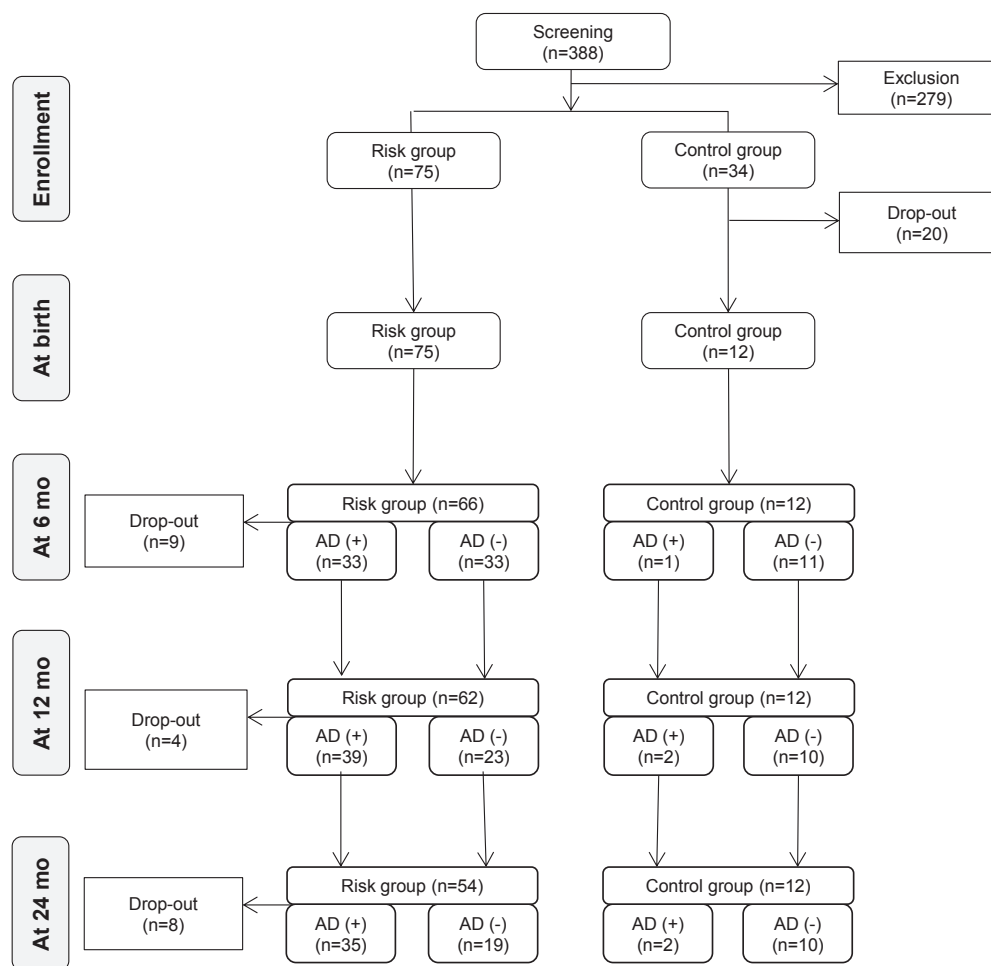 Screening
(n=388)
Exclusion
(n=279)
Enrollment
Risk group
(n=75)
Control group
(n=34)
Drop-out
(n=20)
At birth
Risk group
(n=75)
Control group
(n=12)
At 6 mo
Drop-out
(n=9)
Risk group (n=66)
AD (+)
(n=33)
AD (-)
(n=33)
Control group (n=12)
AD (+)
(n=1)
AD (-)
(n=11)
At 12 mo
Drop-out
(n=4)
Risk group (n=62)
AD (+)
(n=39)
AD (-)
(n=23)
Control group (n=12)
AD (+)
(n=2)
AD (-)
(n=10)
At 24 mo
Drop-out
(n=8)
Risk group (n=54)
AD (+)
(n=35)
AD (-)
(n=19)
Control group (n=12)
AD (+)
(n=2)
AD (-)
(n=10)